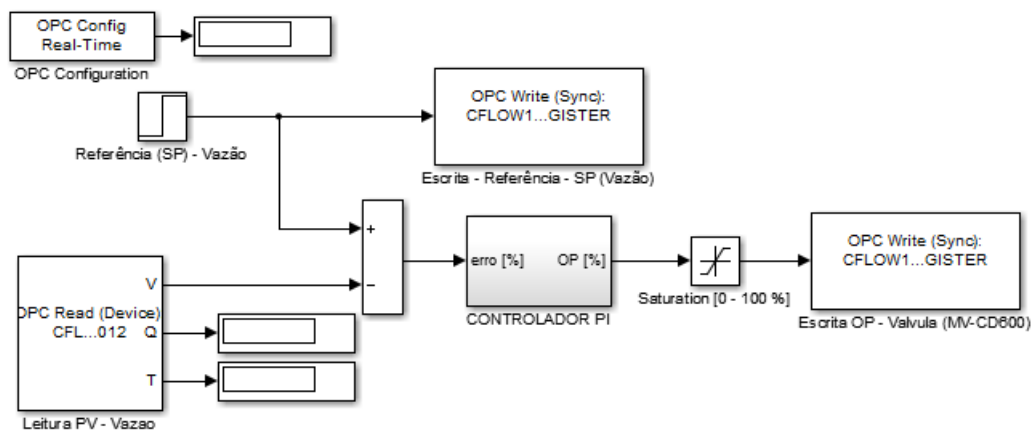 OPC Config
Real-Time
OPC Configuration
OPC Write (Sync):
CFLOW1...GISTER
Referência (SP) - Vazão
Escrita - Referência - SP (Vazão)
+
−
erro [%] OP [%]
CONTROLADOR PI
Saturation [0 - 100 %]
OPC Write (Sync):
CFLOW1...GISTER
Escrita OP - Valvula (MV-CD600)
V
OPC Read (Device)
CFL...012 Q
T
Leitura PV - Vazao